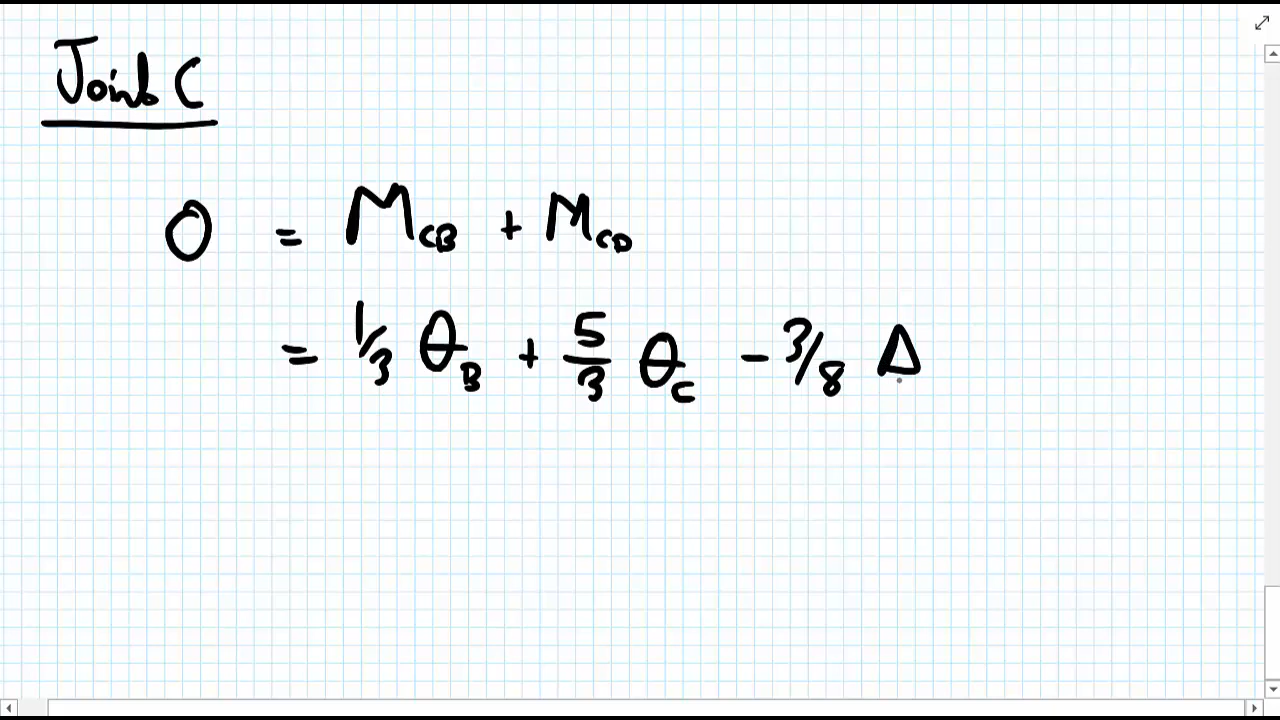 Joint C
0 = M_CB + M_CD
= 1/3 θ_B + 5/3 θ_C - 3/8 Δ